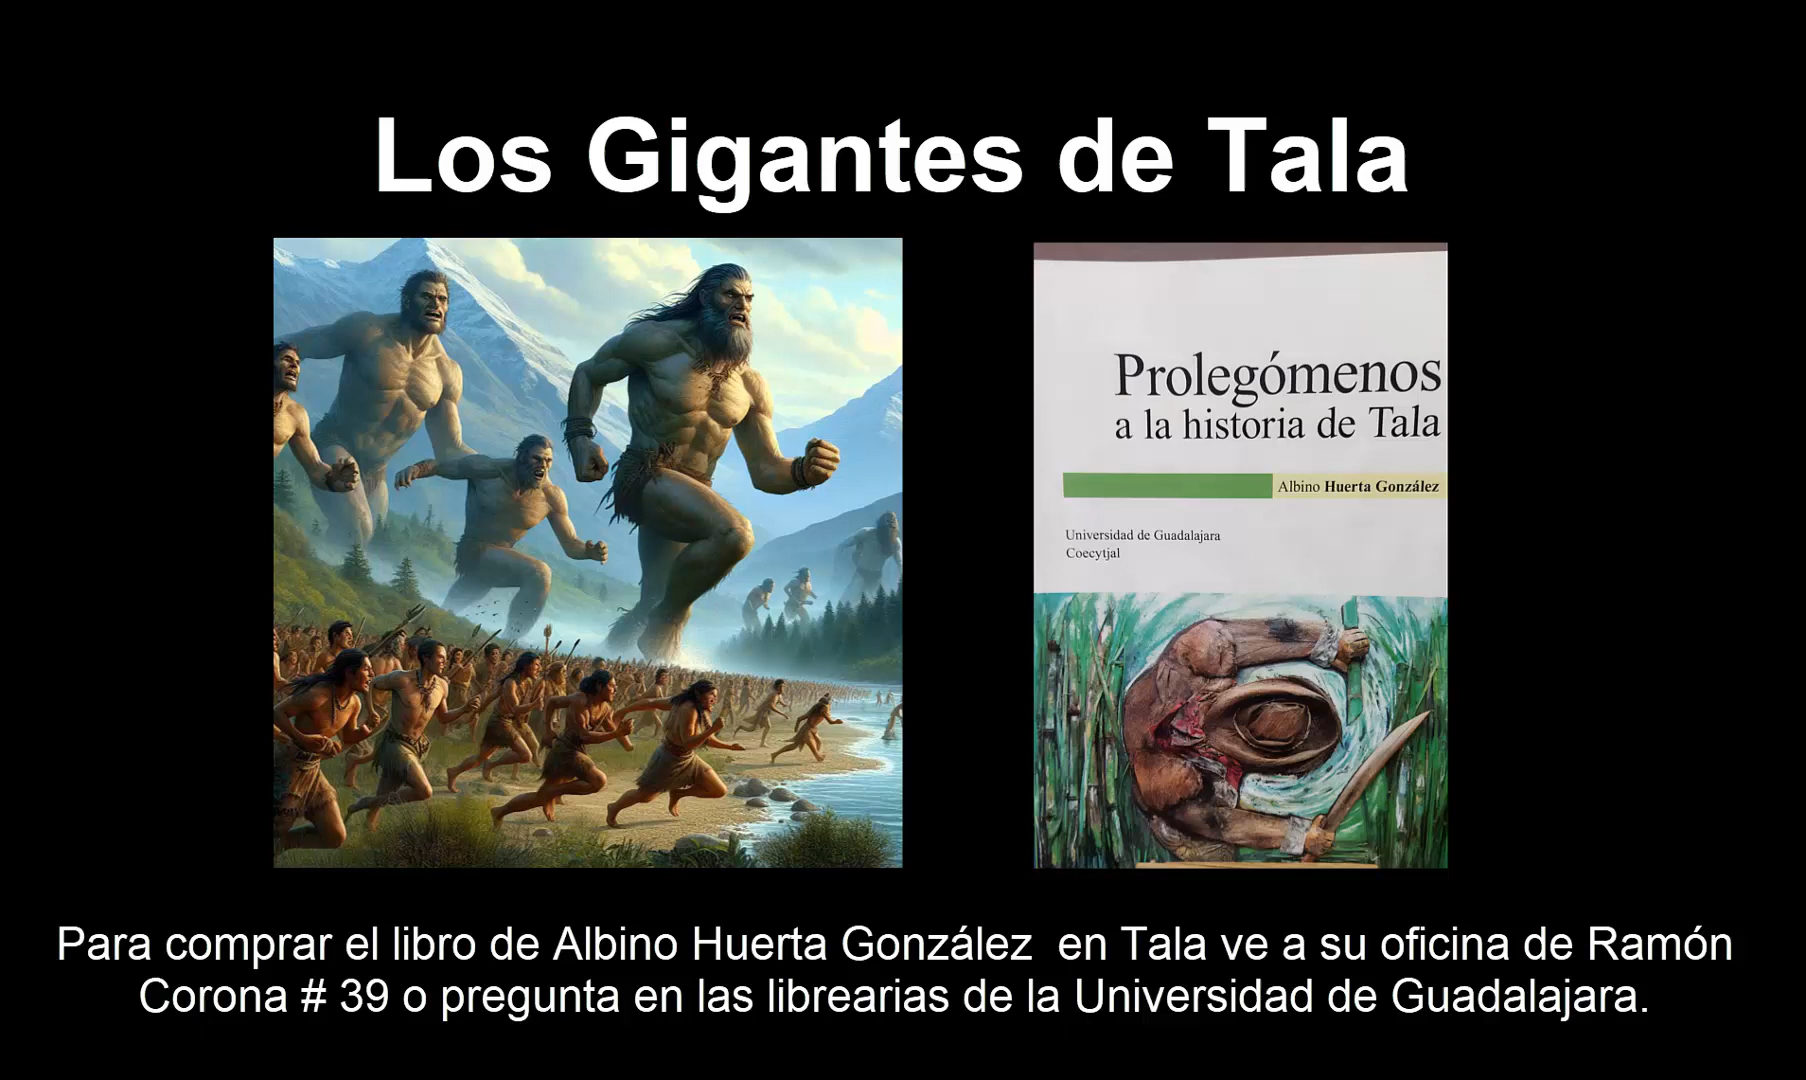 Los Gigantes de Tala
Prolegómenos
a la historia de Tala
Albino Huerta González
Universidad de Guadalajara
Coecytjal
Para comprar el libro de Albino Huerta González  en Tala ve a su oficina de Ramón
Corona # 39 o pregunta en las librearias de la Universidad de Guadalajara.